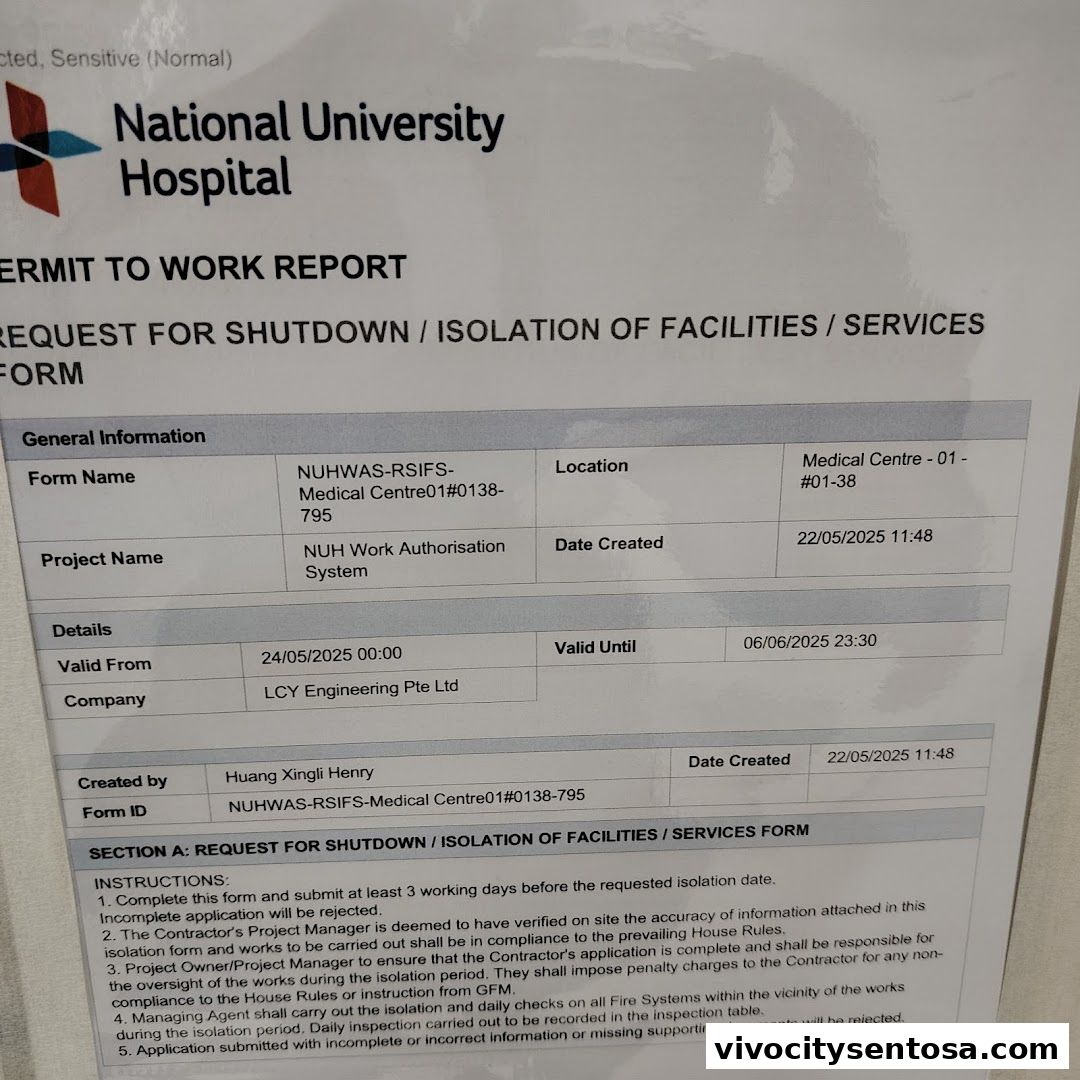 cted, Sensitive (Normal)
National University
Hospital
ERMIT TO WORK REPORT
REQUEST FOR SHUTDOWN / ISOLATION OF FACILITIES / SERVICES
FORM
General Information
Form Name
NUHWAS-RSIFS-
Medical Centre01#0138-
795
Location
Medical Centre - 01 -
#01-38
Project Name
NUH Work Authorisation
System
Date Created
22/05/2025 11:48
Details
Valid From
24/05/2025 00:00
Valid Until
06/06/2025 23:30
Company
LCY Engineering Pte Ltd
Created by
Huang Xingli Henry
Date Created
22/05/2025 11:48
Form ID
NUHWAS-RSIFS-Medical Centre01#0138-795
SECTION A: REQUEST FOR SHUTDOWN / ISOLATION OF FACILITIES / SERVICES FORM
INSTRUCTIONS:
1. Complete this form and submit at least 3 working days before the requested isolation date.
Incomplete application will be rejected.
2. The Contractor's Project Manager is deemed to have verified on site the accuracy of information attached in this
isolation form and works to be carried out shall be in compliance to the prevailing House Rules.
3. Project Owner/Project Manager to ensure that the Contractor's application is complete and shall be responsible for
the oversight of the works during the isolation period. They shall impose penalty charges to the Contractor for any non-
compliance to the House Rules or instruction from GFM.
4. Managing Agent shall carry out the isolation and daily checks on all Fire Systems within the vicinity of the works
during the isolation period. Daily inspection carried out to be recorded in the inspection table.
5. Application submitted with incomplete or incorrect information or missing supporti will be rejected.
vivocitysentosa.com